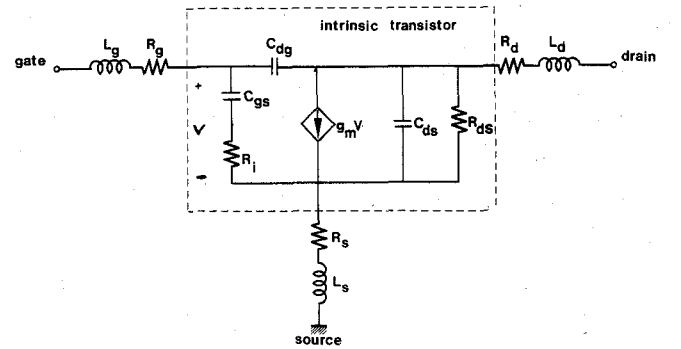 intrinsic transistor
gate
Lg
Rg
Cdg
Rd
Ld
drain
+
V
-
Cgs
Ri
gmV
Cds
Rds
Rs
Ls
source